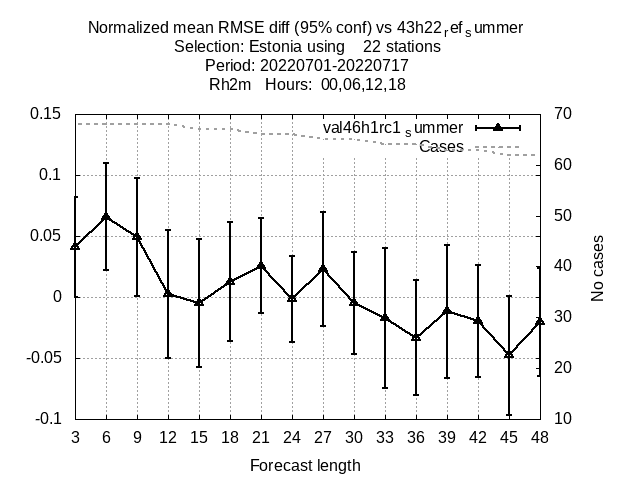 Normalized mean RMSE diff (95% conf) vs 43h22refsummer
Selection: Estonia using 22 stations
Period: 20220701-20220717
Rh2m Hours: 00,06,12,18
0.15 70
val46h1rc1summer
Cases
0.1 60
0.05 50
40
0 30
-0.05 20
-0.1 10
No cases
3 6 9 12 15 18 21 24 27 30 33 36 39 42 45 48
Forecast length